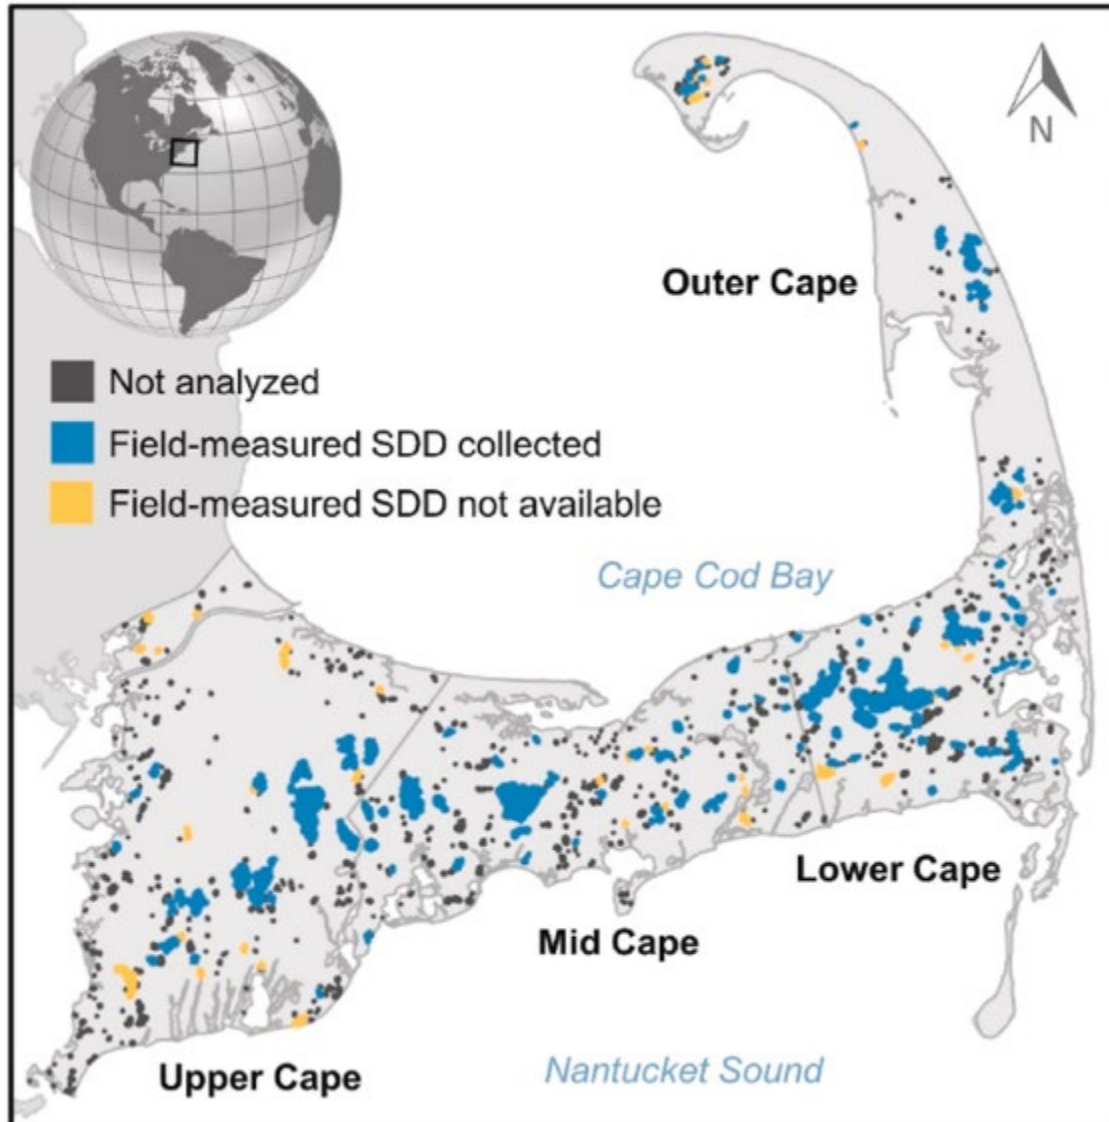 N
Outer Cape
Not analyzed
Field-measured SDD collected
Field-measured SDD not available
Cape Cod Bay
Lower Cape
Mid Cape
Upper Cape
Nantucket Sound